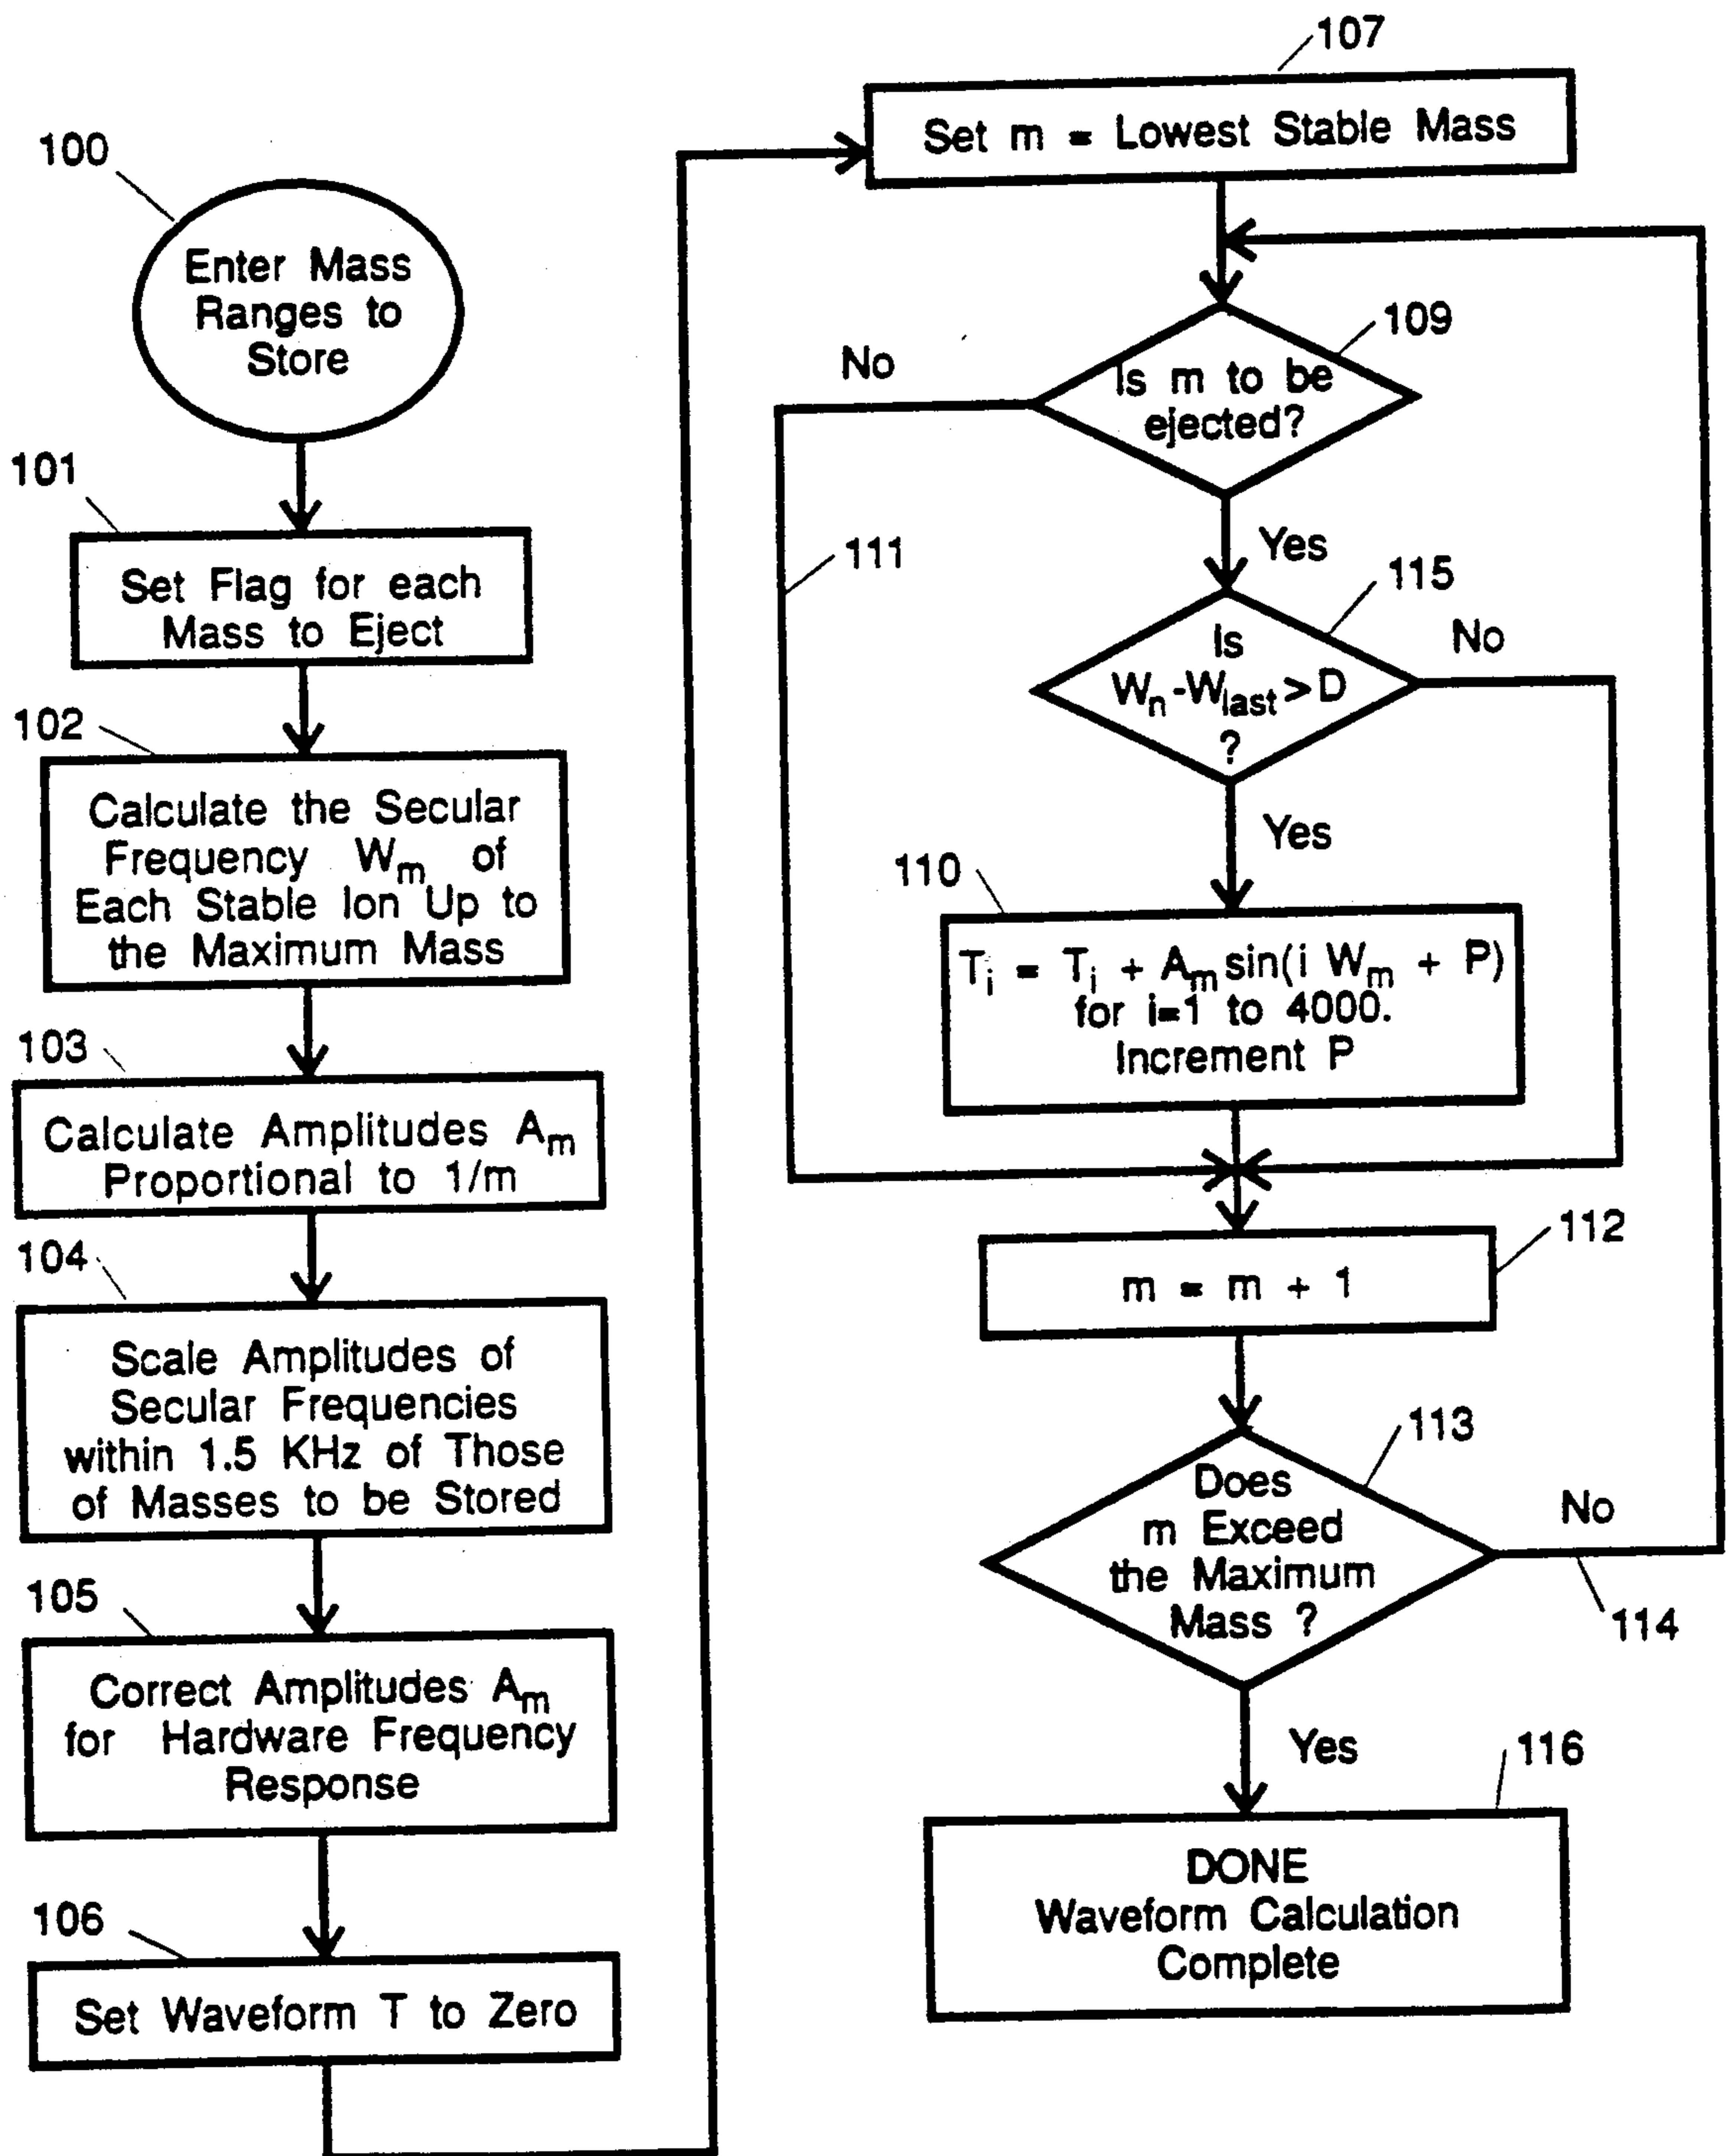 100
Enter Mass
Ranges to
Store
101
Set Flag for each
Mass to Eject
102
Calculate the Secular
Frequency Wm of
Each Stable Ion Up to
the Maximum Mass
103
Calculate Amplitudes Am
Proportional to 1/m
104
Scale Amplitudes of
Secular Frequencies
within 1.5 KHz of Those
of Masses to be Stored
105
Correct Amplitudes Am
for Hardware Frequency
Response
106
Set Waveform T to Zero
107
Set m = Lowest Stable Mass
109
No
Is m to be
ejected?
111
Yes
115
No
Is
Wn-Wlast>D
?
Yes
110
Ti = Ti + Am sin(i Wm + P)
for i=1 to 4000.
Increment P
112
m = m + 1
113
Does
m Exceed
the Maximum
Mass ?
No
114
Yes
116
DONE
Waveform Calculation
Complete